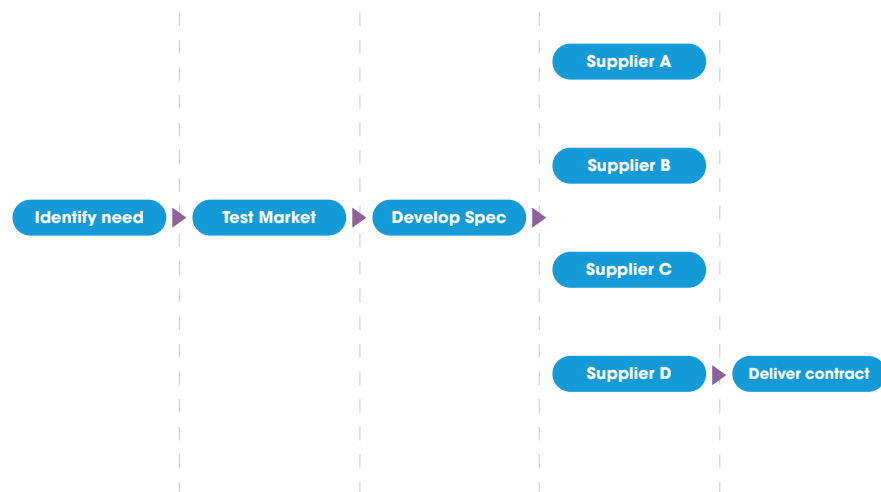 Supplier A
Supplier B
Identify need
Test Market
Develop Spec
Supplier C
Supplier D
Deliver contract